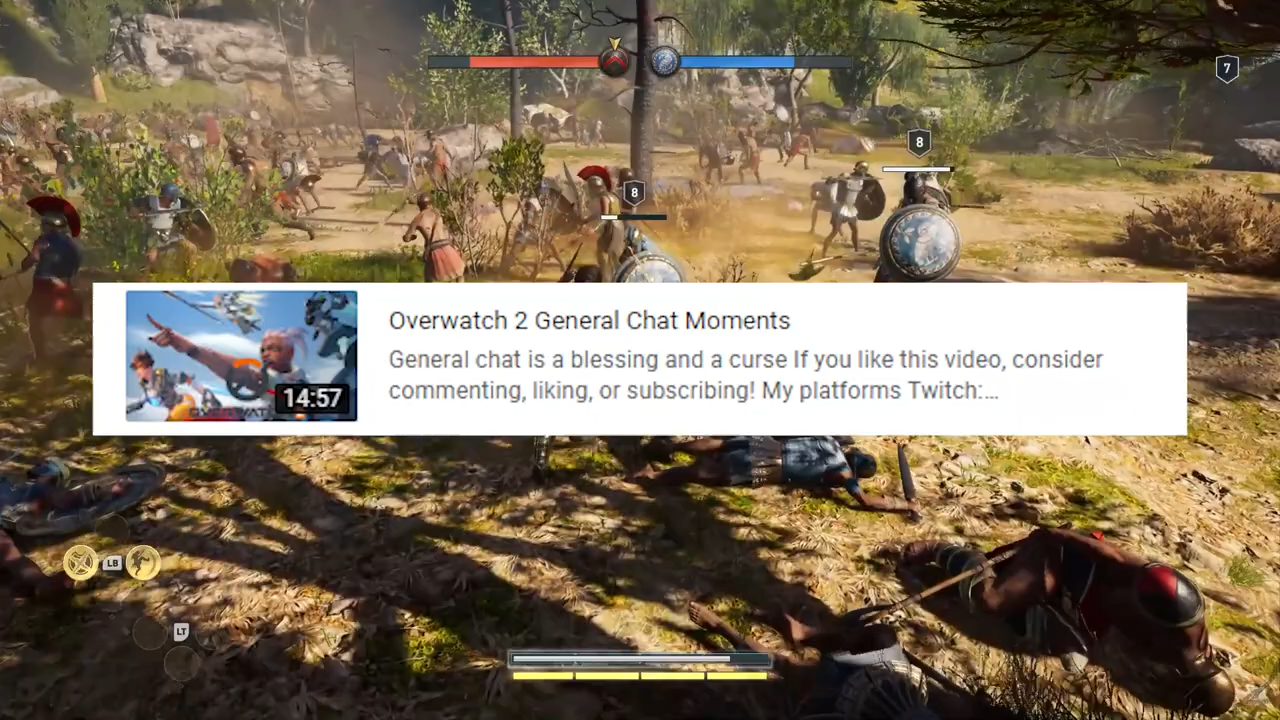 7
8
8
Overwatch 2 General Chat Moments
General chat is a blessing and a curse If you like this video, consider
commenting, liking, or subscribing! My platforms Twitch:...
14:57
LB
LT